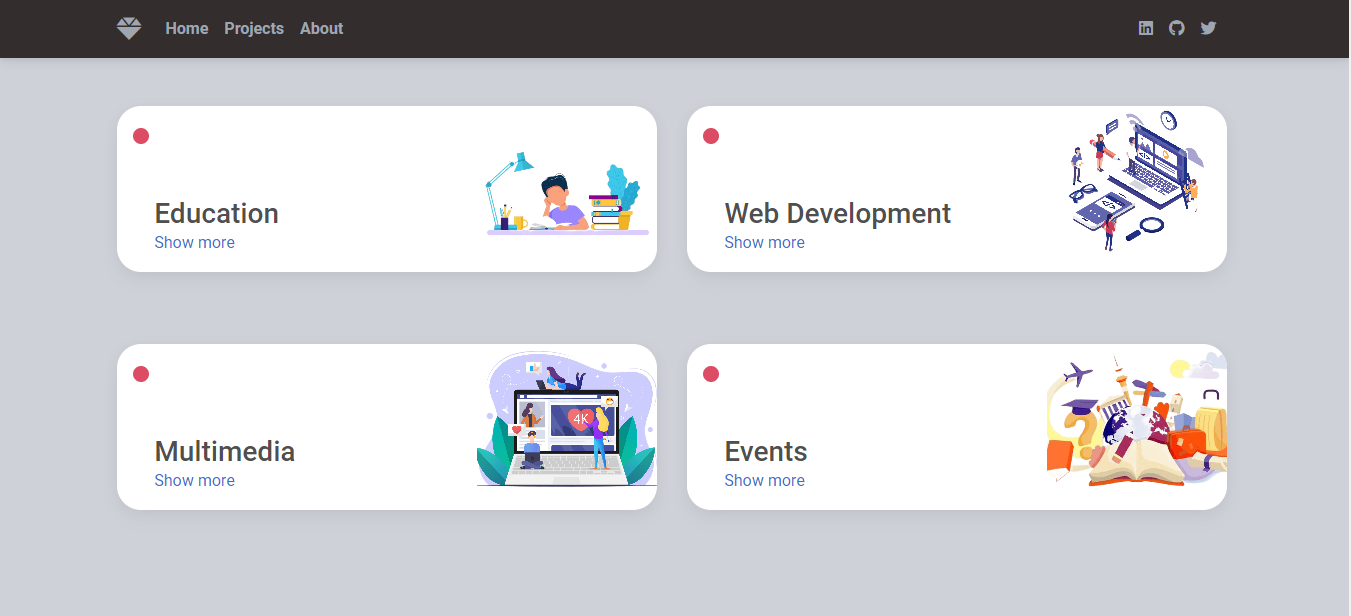 Home Projects About
Education
Show more
Web Development
Show more
Multimedia
Show more
4K
Events
Show more